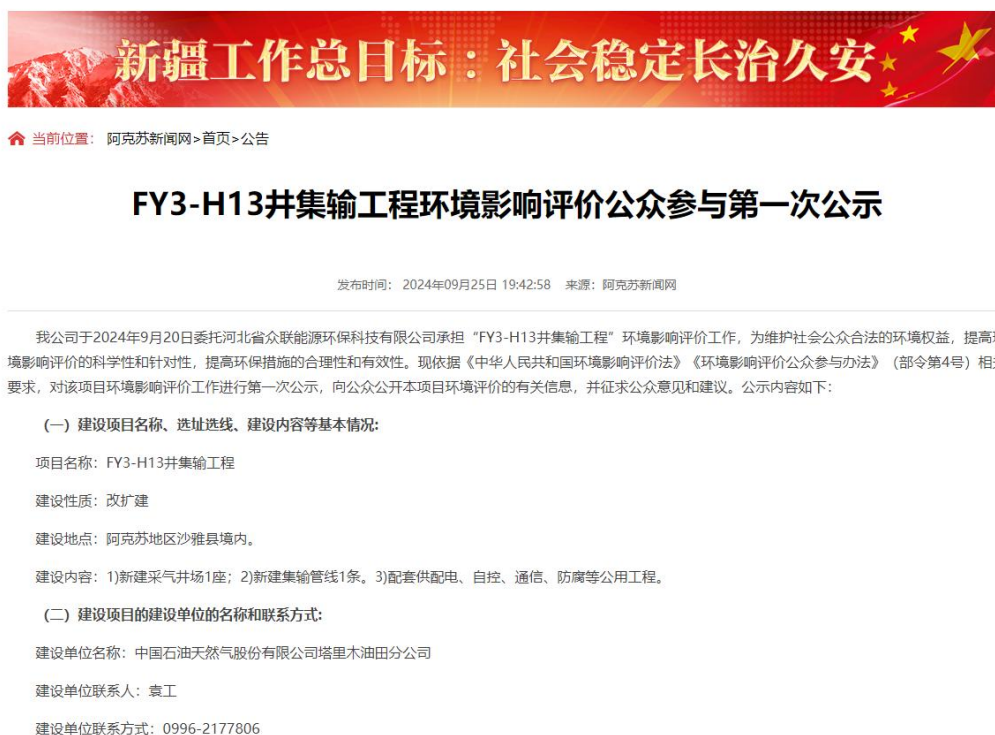 新疆工作总目标：社会稳定长治久安
当前位置： 阿克苏新闻网>首页>公告
FY3-H13井集输工程环境影响评价公众参与第一次公示
发布时间： 2024年09月25日 19:42:58 来源：阿克苏新闻网
我公司于2024年9月20日委托河北省众联能源环保科技有限公司承担“FY3-H13井集输工程”环境影响评价工作，为维护社会公众合法的环境权益，提高
境影响评价的科学性和针对性，提高环保措施的合理性和有效性。现依据《中华人民共和国环境影响评价法》《环境影响评价公众参与办法》（部令第4号）相
要求，对该项目环境影响评价工作进行第一次公示，向公众公开本项目环境评价的有关信息，并征求公众意见和建议。公示内容如下：
(一) 建设项目名称、选址选线、建设内容等基本情况:
项目名称：FY3-H13井集输工程
建设性质：改扩建
建设地点：阿克苏地区沙雅县境内。
建设内容：1)新建采气井场1座；2)新建集输管线1条。3)配套供配电、自控、通信、防腐等公用工程。
(二) 建设项目的建设单位的名称和联系方式:
建设单位名称：中国石油天然气股份有限公司塔里木油田分公司
建设单位联系人：袁工
建设单位联系方式：0996-2177806